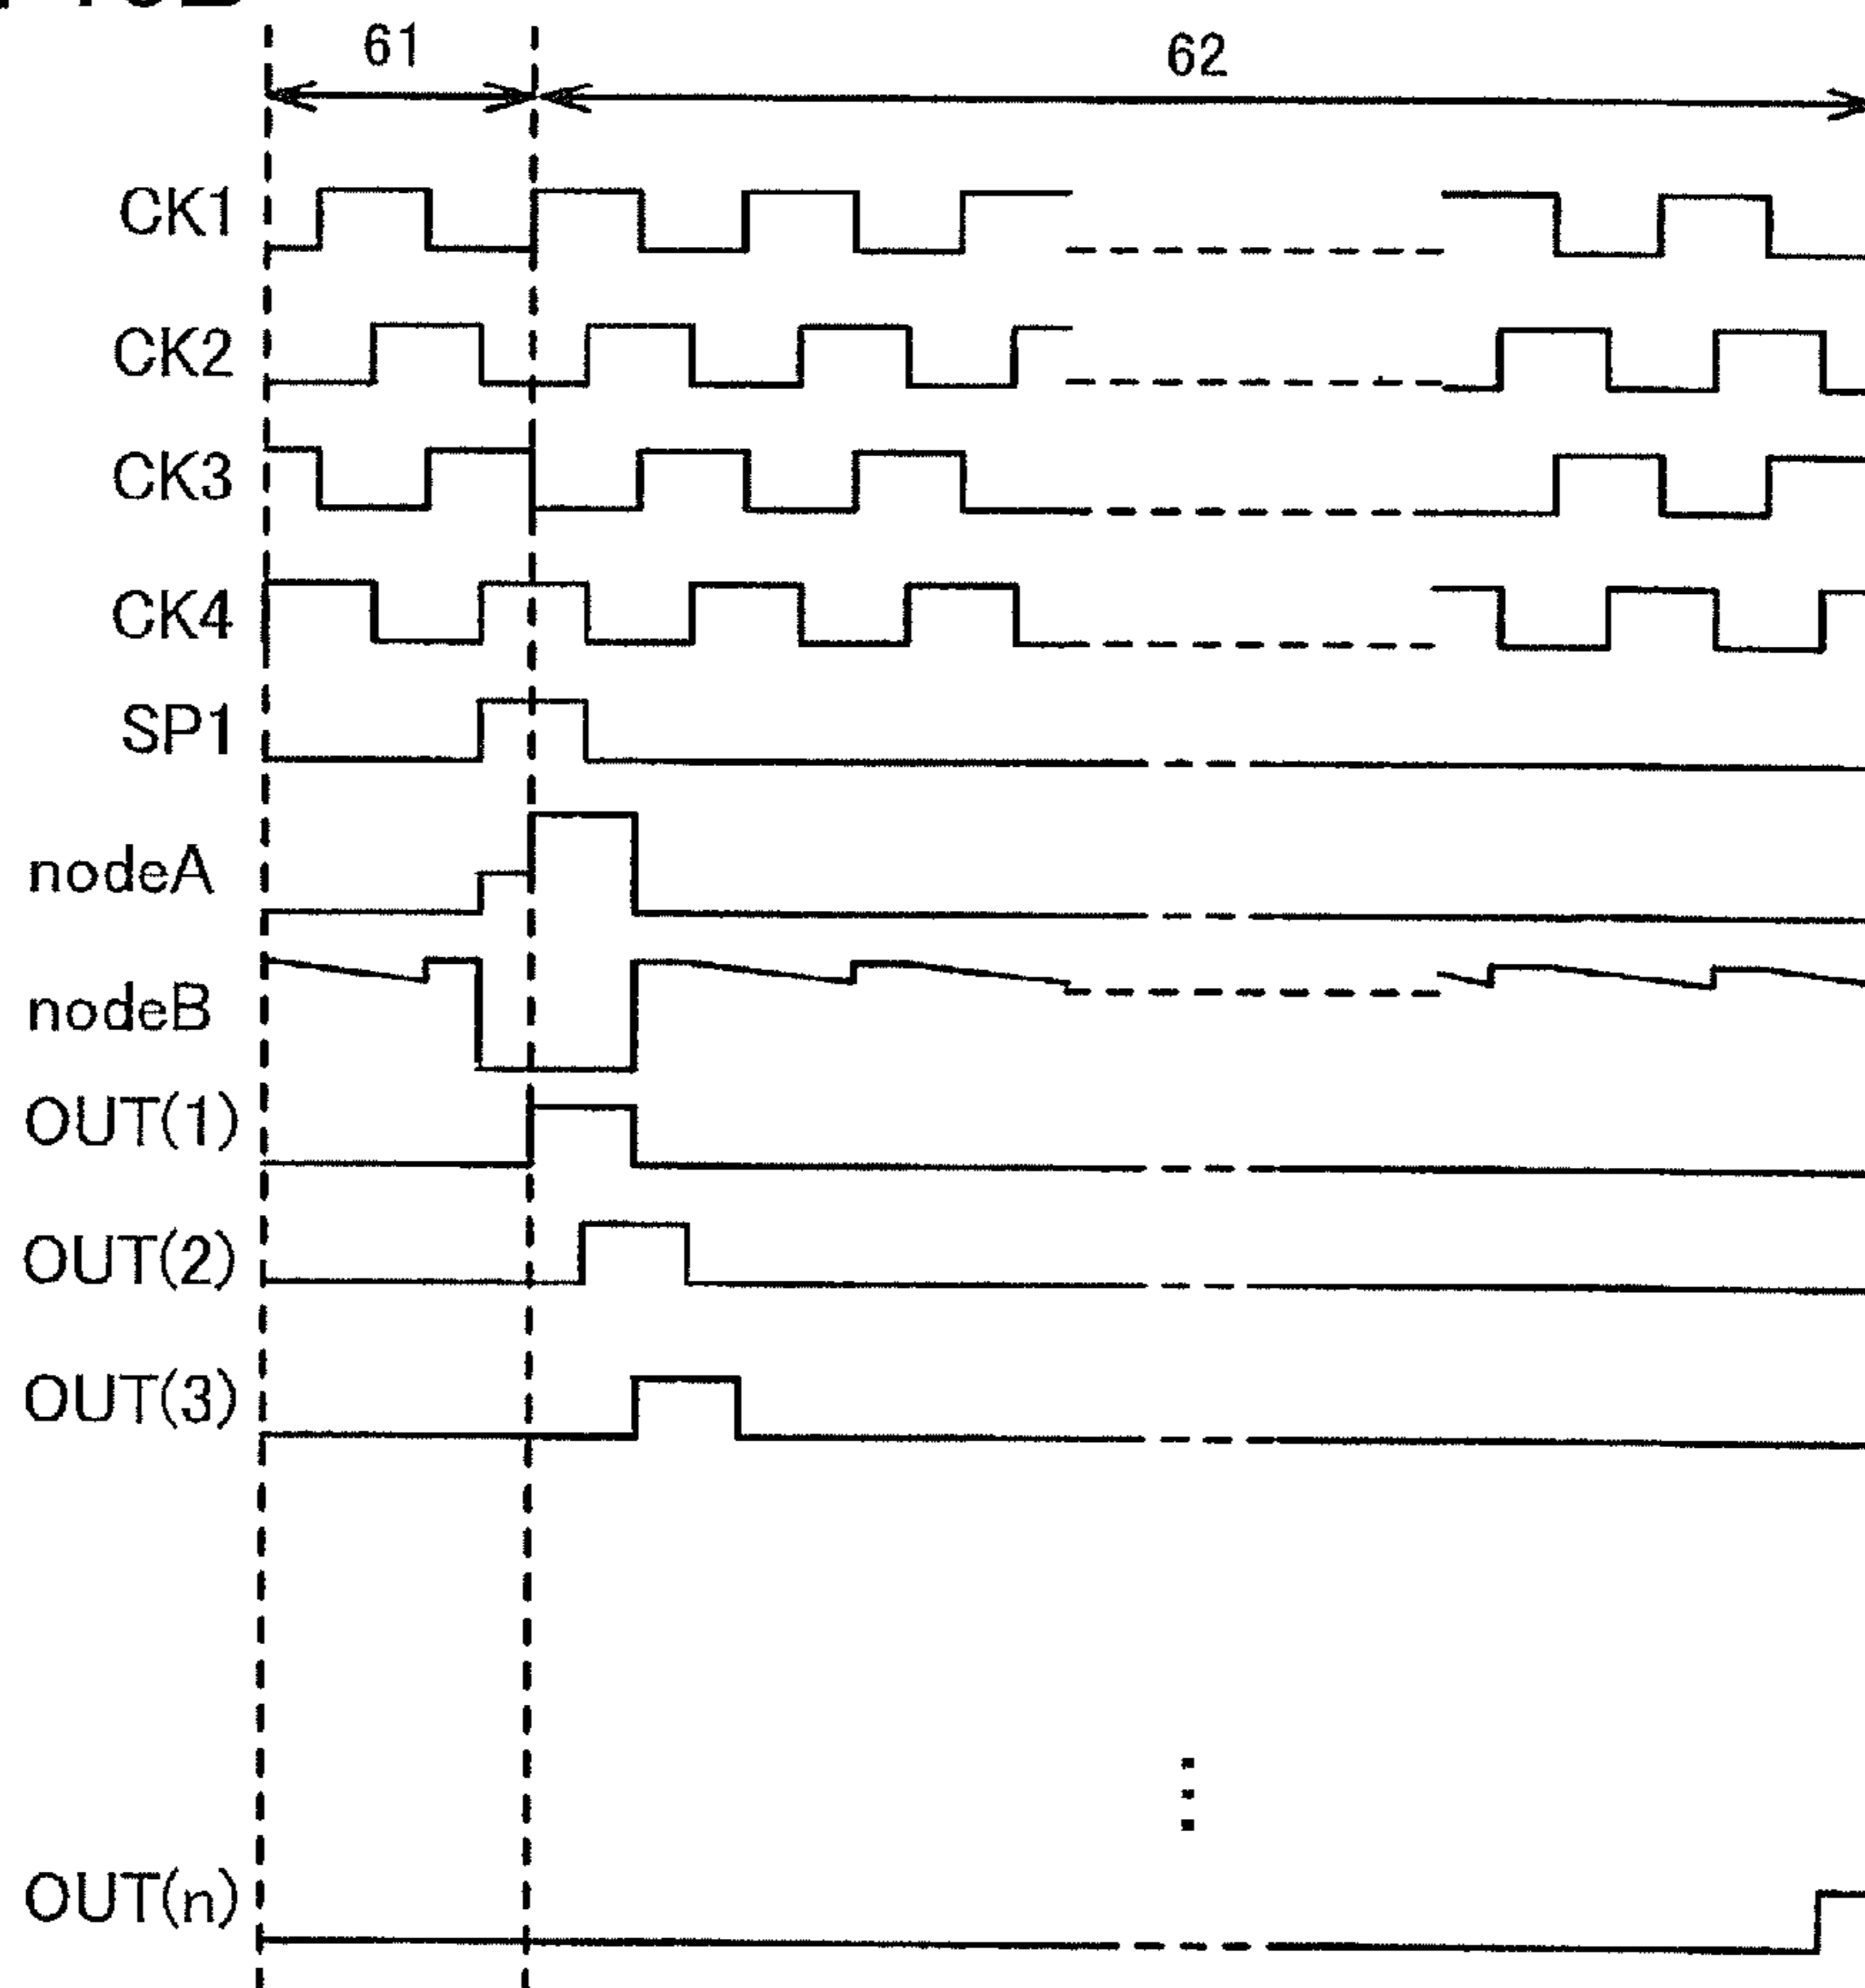 61
62
CK1
CK2
CK3
CK4
SP1
nodeA
nodeB
OUT(1)
OUT(2)
OUT(3)
OUT(n)